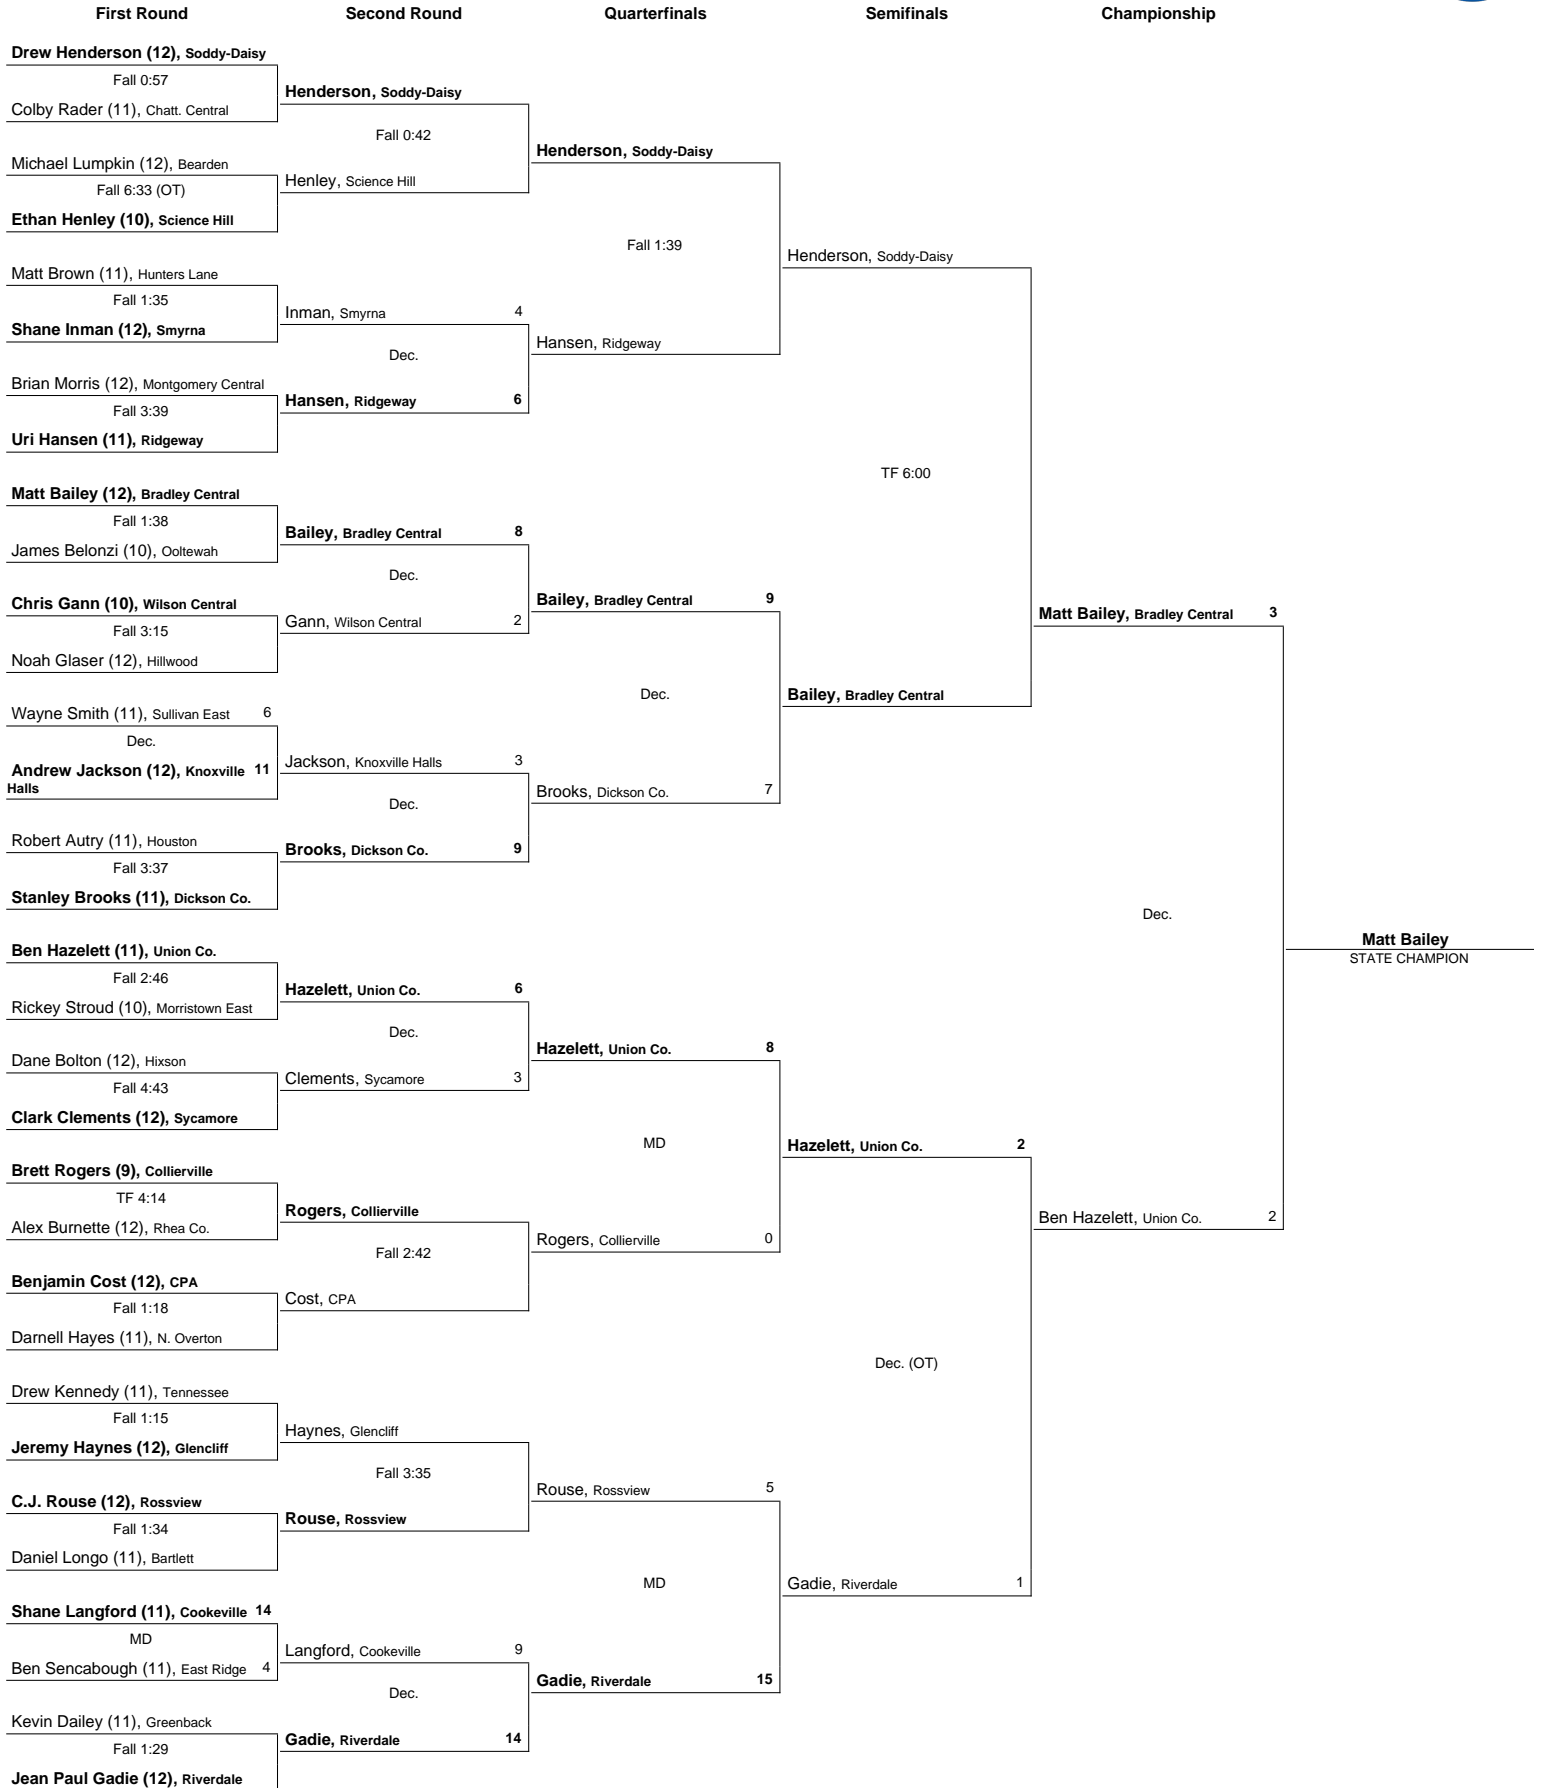 First Round
Second Round
Quarterfinals
Semifinals
Championship
Drew Henderson (12), Soddy-Daisy
Fall 0:57
Colby Rader (11), Chatt. Central
Michael Lumpkin (12), Bearden
Fall 6:33 (OT)
Ethan Henley (10), Science Hill
Matt Brown (11), Hunters Lane
Fall 1:35
Shane Inman (12), Smyrna
Brian Morris (12), Montgomery Central
Fall 3:39
Uri Hansen (11), Ridgeway
Matt Bailey (12), Bradley Central
Fall 1:38
James Belonzi (10), Ooltewah
Chris Gann (10), Wilson Central
Fall 3:15
Noah Glaser (12), Hillwood
Wayne Smith (11), Sullivan East 6
Dec.
Andrew Jackson (12), Knoxville 11
Halls
Robert Autry (11), Houston
Fall 3:37
Stanley Brooks (11), Dickson Co.
Ben Hazelett (11), Union Co.
Fall 2:46
Rickey Stroud (10), Morristown East
Dane Bolton (12), Hixson
Fall 4:43
Clark Clements (12), Sycamore
Brett Rogers (9), Collierville
TF 4:14
Alex Burnette (12), Rhea Co.
Benjamin Cost (12), CPA
Fall 1:18
Darnell Hayes (11), N. Overton
Drew Kennedy (11), Tennessee
Fall 1:15
Jeremy Haynes (12), Glencliff
C.J. Rouse (12), Rossview
Fall 1:34
Daniel Longo (11), Bartlett
Shane Langford (11), Cookeville 14
MD
Ben Sencabough (11), East Ridge 4
Kevin Dailey (11), Greenback
Fall 1:29
Jean Paul Gadie (12), Riverdale
Henderson, Soddy-Daisy
Fall 0:42
Henley, Science Hill
Inman, Smyrna 4
Dec.
Hansen, Ridgeway 6
Bailey, Bradley Central 8
Dec.
Gann, Wilson Central 2
Jackson, Knoxville Halls 3
Dec.
Brooks, Dickson Co. 9
Hazelett, Union Co. 6
Dec.
Clements, Sycamore 3
Rogers, Collierville
Fall 2:42
Cost, CPA
Haynes, Glencliff
Fall 3:35
Rouse, Rossview
Langford, Cookeville 9
Dec.
Gadie, Riverdale 14
Henderson, Soddy-Daisy
Fall 1:39
Hansen, Ridgeway
Bailey, Bradley Central 9
Dec.
Brooks, Dickson Co. 7
Hazelett, Union Co. 8
MD
Rogers, Collierville 0
Rouse, Rossview 5
MD
Gadie, Riverdale 15
Henderson, Soddy-Daisy
TF 6:00
Bailey, Bradley Central
Hazelett, Union Co. 2
Dec. (OT)
Gadie, Riverdale 1
Matt Bailey, Bradley Central 3
Dec.
Ben Hazelett, Union Co. 2
Matt Bailey
STATE CHAMPION